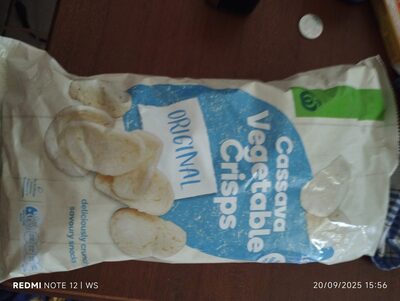 Cassava
Vegetable
Crisps
ORIGINAL
deliciously crunchy
savoury snacks
REDMI NOTE 12 | WS
20/09/2025 15:56